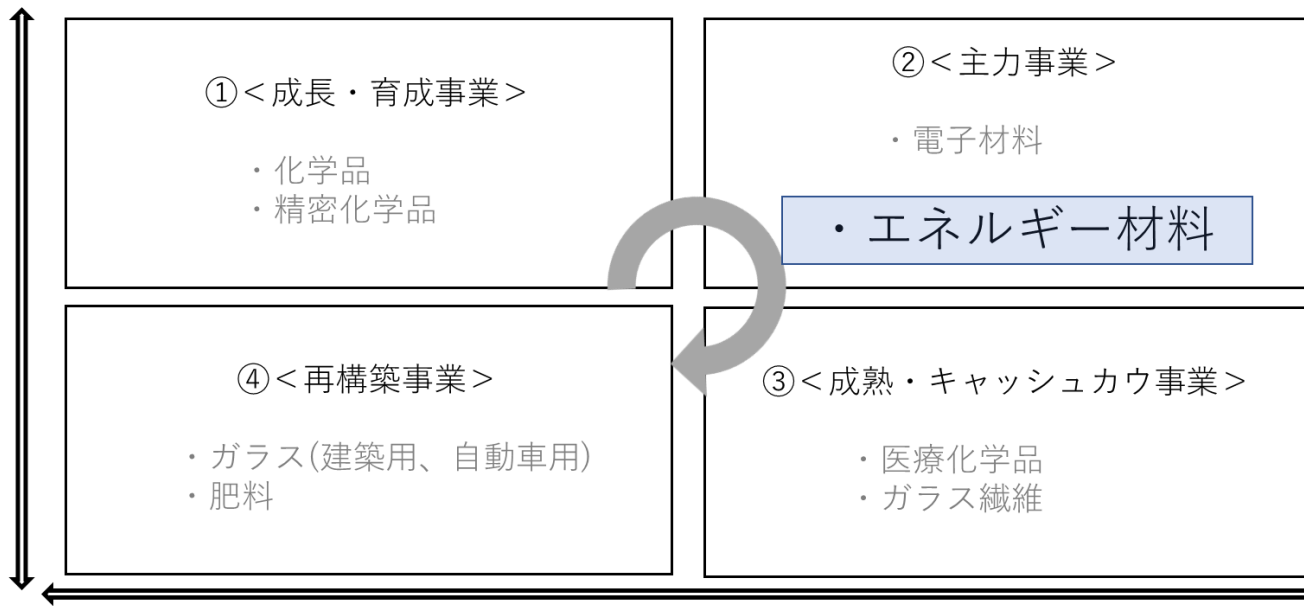 ①＜成長・育成事業＞
・化学品
・精密化学品
②＜主力事業＞
・電子材料
・エネルギー材料
④＜再構築事業＞
・ガラス(建築用、自動車用)
・肥料
③＜成熟・キャッシュカウ事業＞
・医療化学品
・ガラス繊維